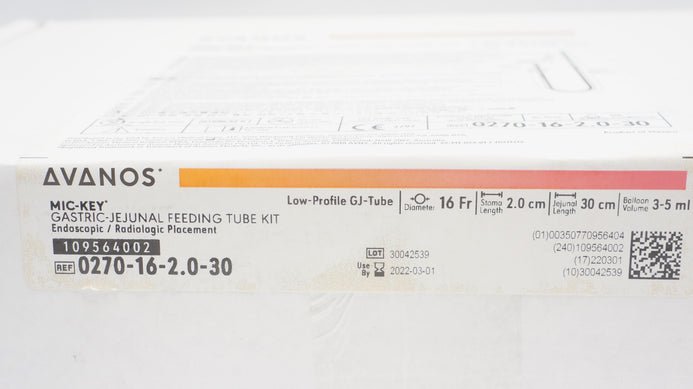 0270-16-2.0-30
AVANOS*
MIC-KEY*
GASTRIC-JEJUNAL FEEDING TUBE KIT
Endoscopic / Radiologic Placement
109564002
REF 0270-16-2.0-30
Low-Profile GJ-Tube
Diameter 16 Fr
Stoma Length 2.0 cm
Jejunal Length 30 cm
Balloon Volume 3-5 ml
LOT 30042539
Use By 2022-03-01
(01)00350770956404
(240)109564002
(17)220301
(10)30042539